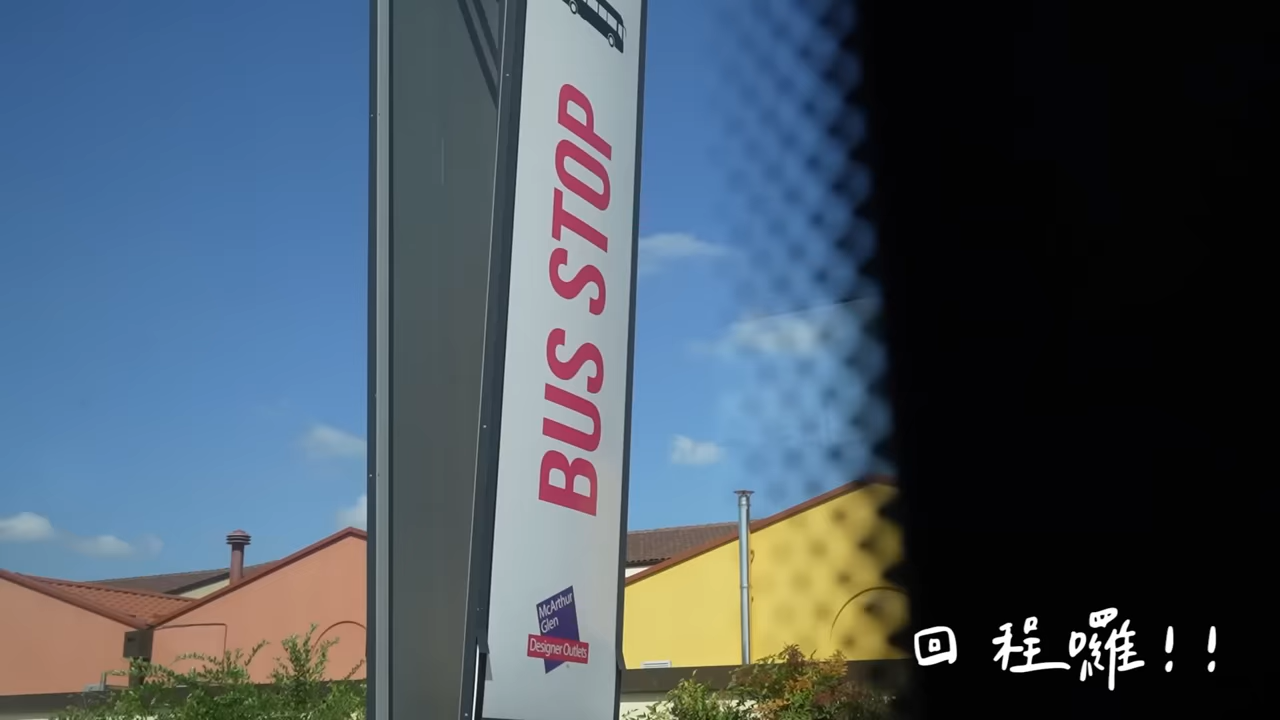 BUS STOP
McArthur
Glen
Designer Outlets
回程囉!!